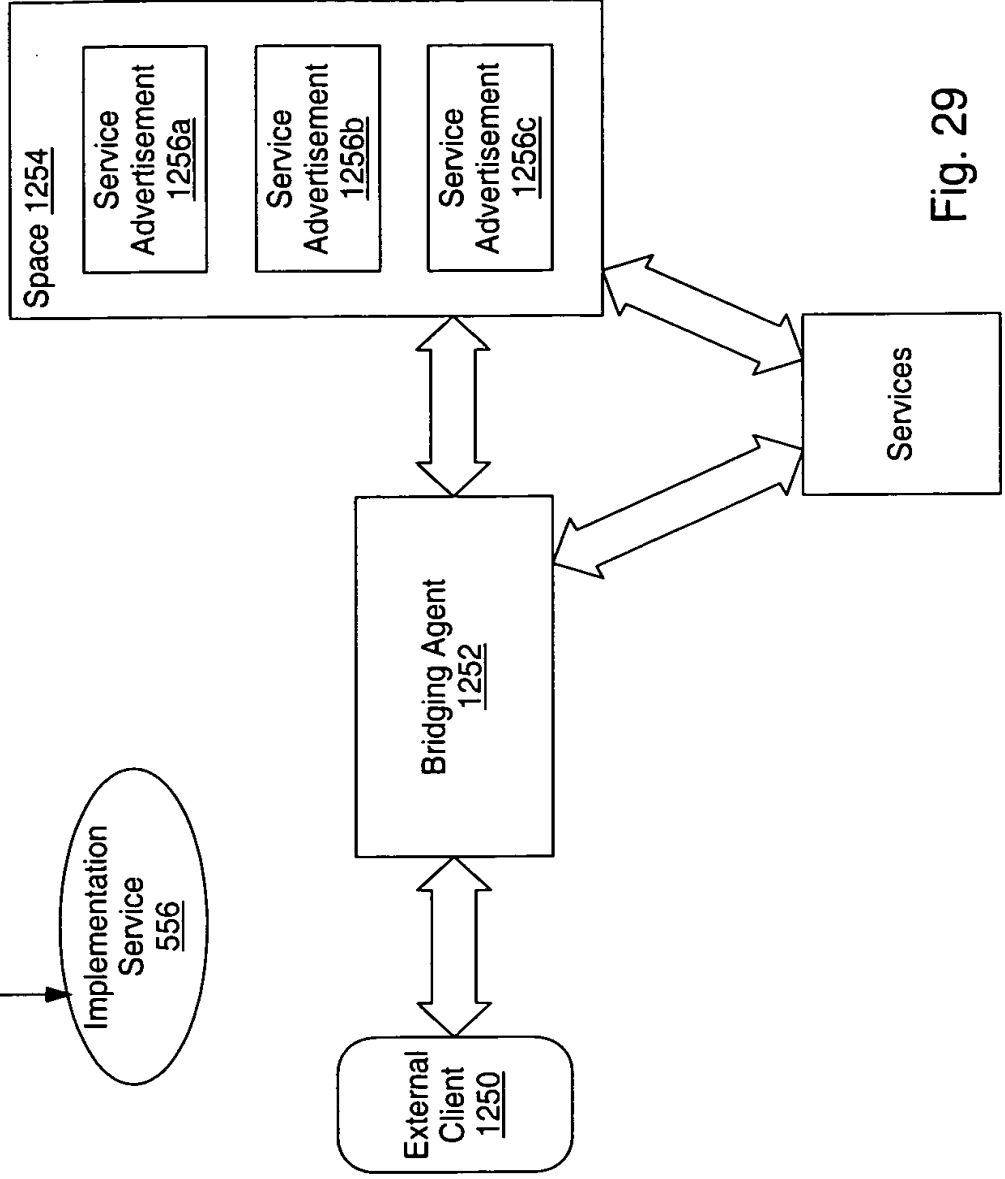 Implementation
Service
556
External
Client
1250
Bridging Agent
1252
Space 1254
Service
Advertisement
1256a
Service
Advertisement
1256b
Service
Advertisement
1256c
Services
Fig. 29